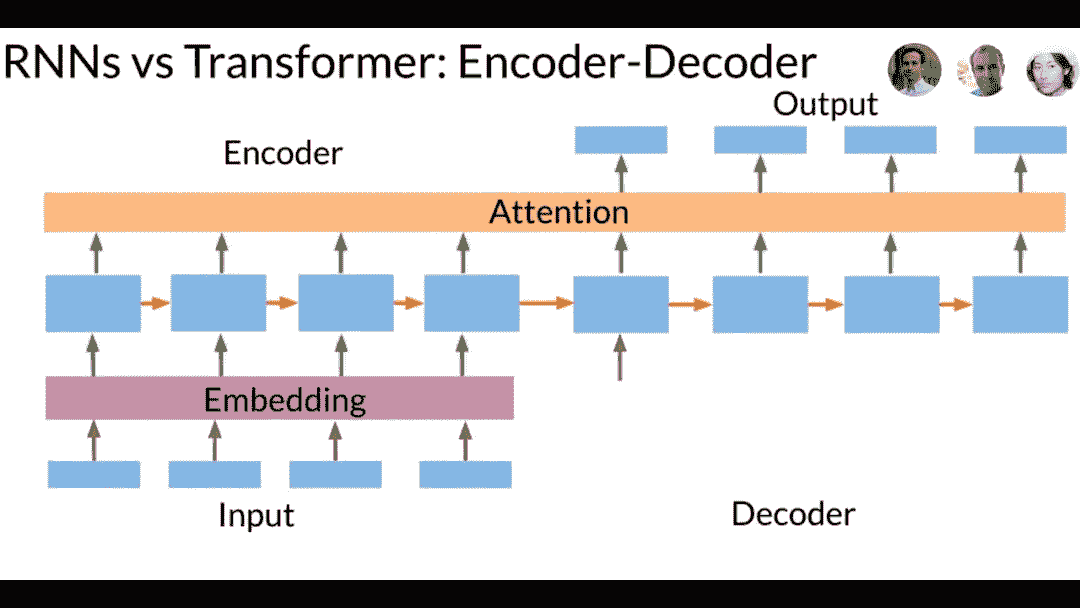 RNNs vs Transformer: Encoder-Decoder
Output
Encoder
Attention
Embedding
Input
Decoder